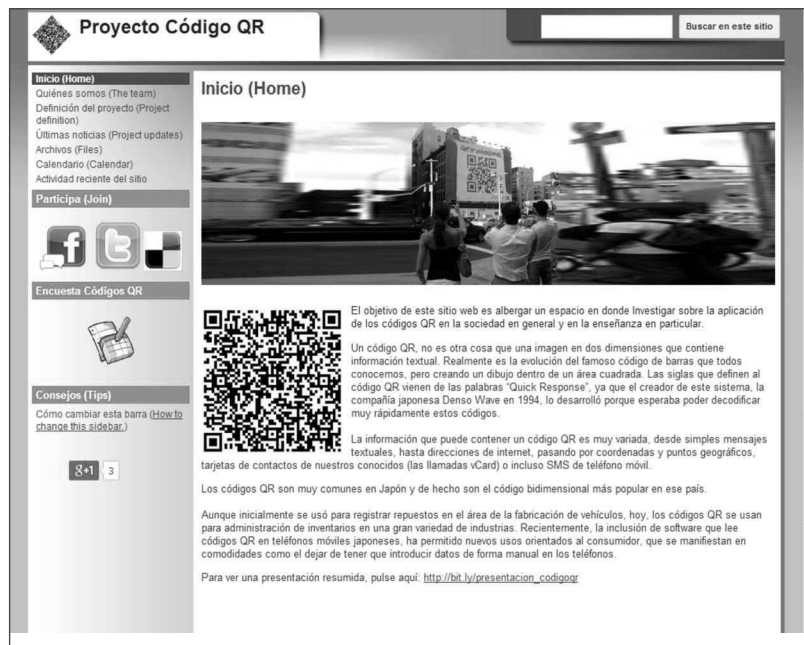 Proyecto Código QR
Buscar en este sitio
Inicio (Home)
Quiénes somos (The team)
Definición del proyecto (Project
definition)
Últimas noticias (Project updates)
Archivos (Files)
Calendario (Calendar)
Actividad reciente del sitio
Participa (Join)
Encuesta Códigos QR
Consejos (Tips)
Cómo cambiar esta barra (How to
change this sidebar.)
g+1 3
Inicio (Home)
El objetivo de este sitio web es albergar un espacio en donde Investigar sobre la aplicación
de los códigos QR en la sociedad en general y en la enseñanza en particular.
Un código QR, no es otra cosa que una imagen en dos dimensiones que contiene
información textual. Realmente es la evolución del famoso código de barras que todos
conocemos, pero creando un dibujo dentro de un área cuadrada. Las siglas que definen al
código QR vienen de las palabras “Quick Response”, ya que el creador de este sistema, la
compañía japonesa Denso Wave en 1994, lo desarrolló porque esperaba poder decodificar
muy rápidamente estos códigos.
La información que puede contener un código QR es muy variada, desde simples mensajes
textuales, hasta direcciones de internet, pasando por coordenadas y puntos geográficos,
tarjetas de contactos de nuestros conocidos (las llamadas vCard) o incluso SMS de teléfono móvil.
Los códigos QR son muy comunes en Japón y de hecho son el código bidimensional más popular en ese país.
Aunque inicialmente se usó para registrar repuestos en el área de la fabricación de vehículos, hoy, los códigos QR se usan
para administración de inventarios en una gran variedad de industrias. Recientemente, la inclusión de software que lee
códigos QR en teléfonos móviles japoneses, ha permitido nuevos usos orientados al consumidor, que se manifiestan en
comodidades como el dejar de tener que introducir datos de forma manual en los teléfonos.
Para ver una presentación resumida, pulse aquí: http://bit.ly/presentacion_codigoqr